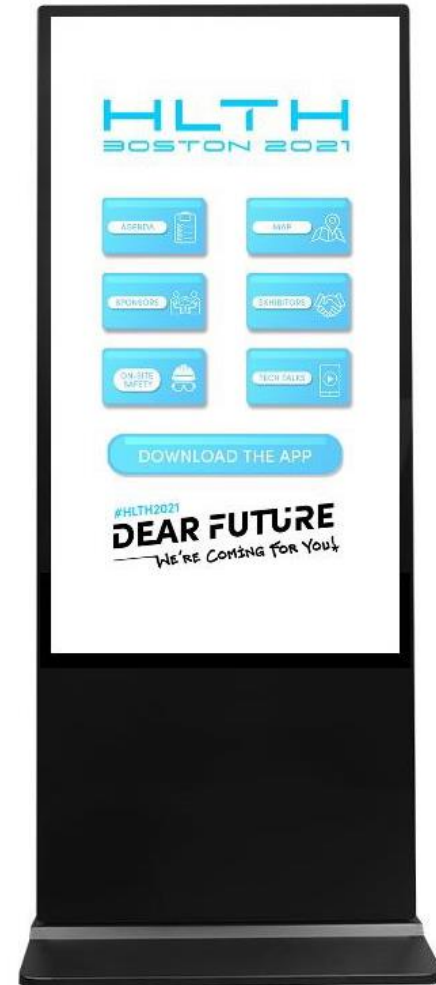 HLTH
BOSTON 2021
AGENDA
MAP
SPONSORS
EXHIBITORS
ON-SITE
SAFETY
TECH TALKS
DOWNLOAD THE APP
#HLTH2021
DEAR FUTURE
WE'RE COMING FOR YOU!